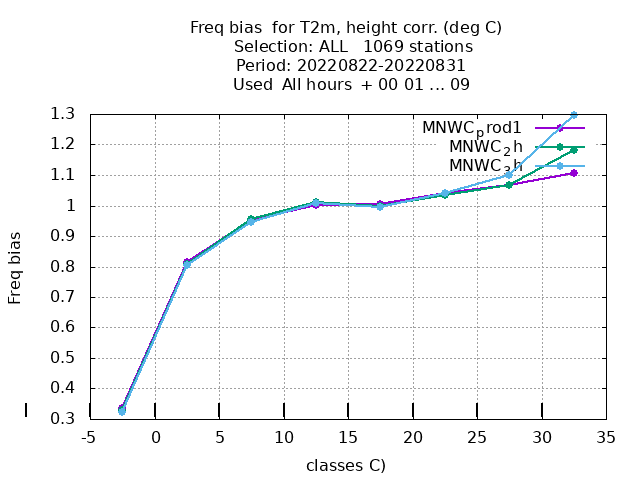 Freq bias  for T2m, height corr. (deg C)
Selection: ALL   1069 stations
Period: 20220822-20220831
Used  All hours  + 00 01 ... 09
MNWCprod1
MNWC2h
MNWC3h
1.3
1.2
1.1
1
0.9
0.8
0.7
0.6
0.5
0.4
0.3
Freq bias
-5 0 5 10 15 20 25 30 35
classes C)